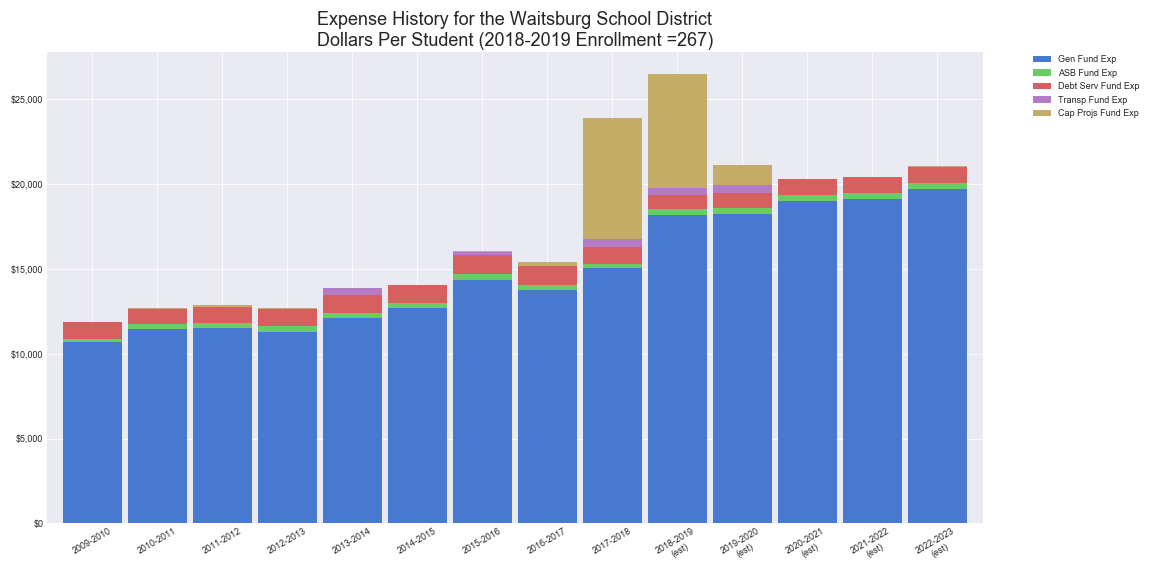 Expense History for the Waitsburg School District
Dollars Per Student (2018-2019 Enrollment =267)
Gen Fund Exp
ASB Fund Exp
Debt Serv Fund Exp
Transp Fund Exp
Cap Projs Fund Exp
$25,000
$20,000
$15,000
$10,000
$5,000
$0
2009-2010
2010-2011
2011-2012
2012-2013
2013-2014
2014-2015
2015-2016
2016-2017
2017-2018
2018-2019
(est)
2019-2020
(est)
2020-2021
(est)
2021-2022
(est)
2022-2023
(est)